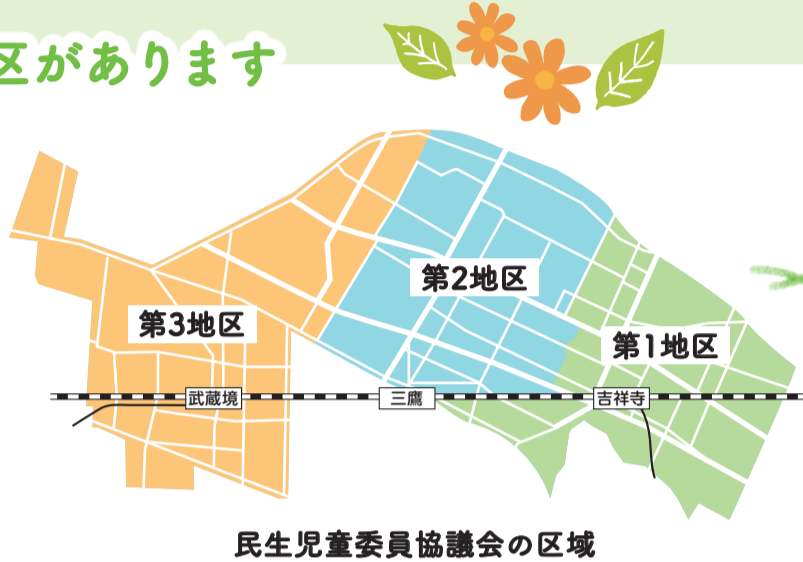 区があります
第2地区
第3地区
第1地区
武蔵境
三鷹
吉祥寺
民生児童委員協議会の区域